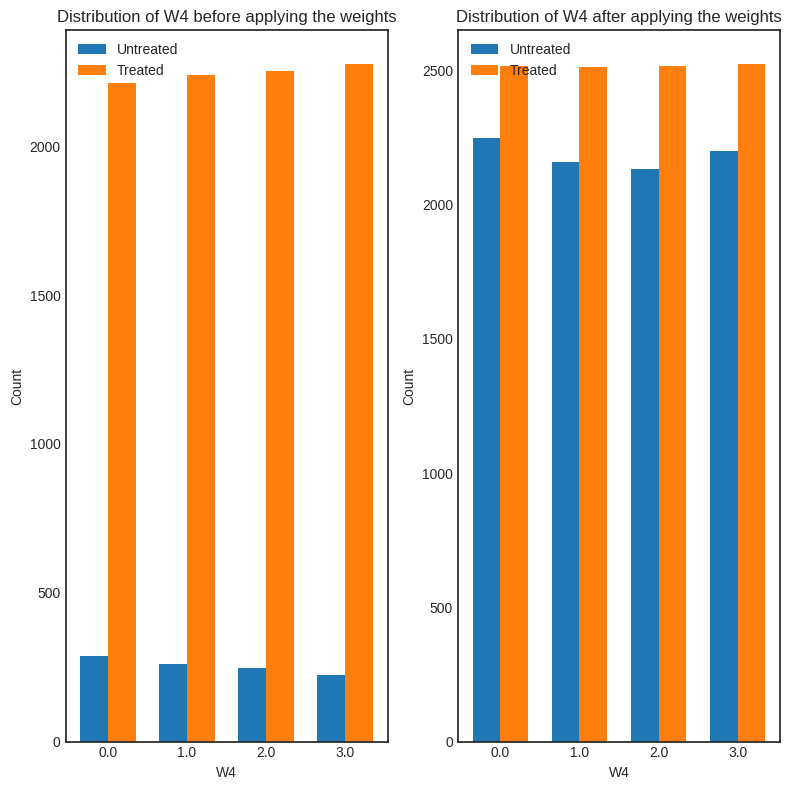 Distribution of W4 before applying the weights
Untreated
Treated
2000
1500
1000
500
0
Count
0.0 1.0 2.0 3.0
W4
Distribution of W4 after applying the weights
Untreated
Treated
2500
2000
1500
1000
500
0
Count
0.0 1.0 2.0 3.0
W4